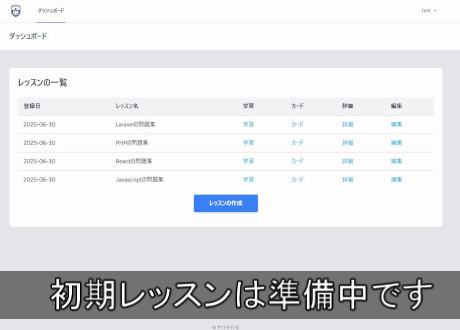 ダッシュボード test
ダッシュボード
レッスンの一覧
登録日 レッスン名 学習 カード 詳細 編集
2025-06-30 Laravelの問題集 学習 カード 詳細 編集
2025-06-30 PHPの問題集 学習 カード 詳細 編集
2025-06-30 Reactの問題集 学習 カード 詳細 編集
2025-06-30 Javascriptの問題集 学習 カード 詳細 編集
レッスンの作成
初期レッスンは準備中です
© サイトタイトル